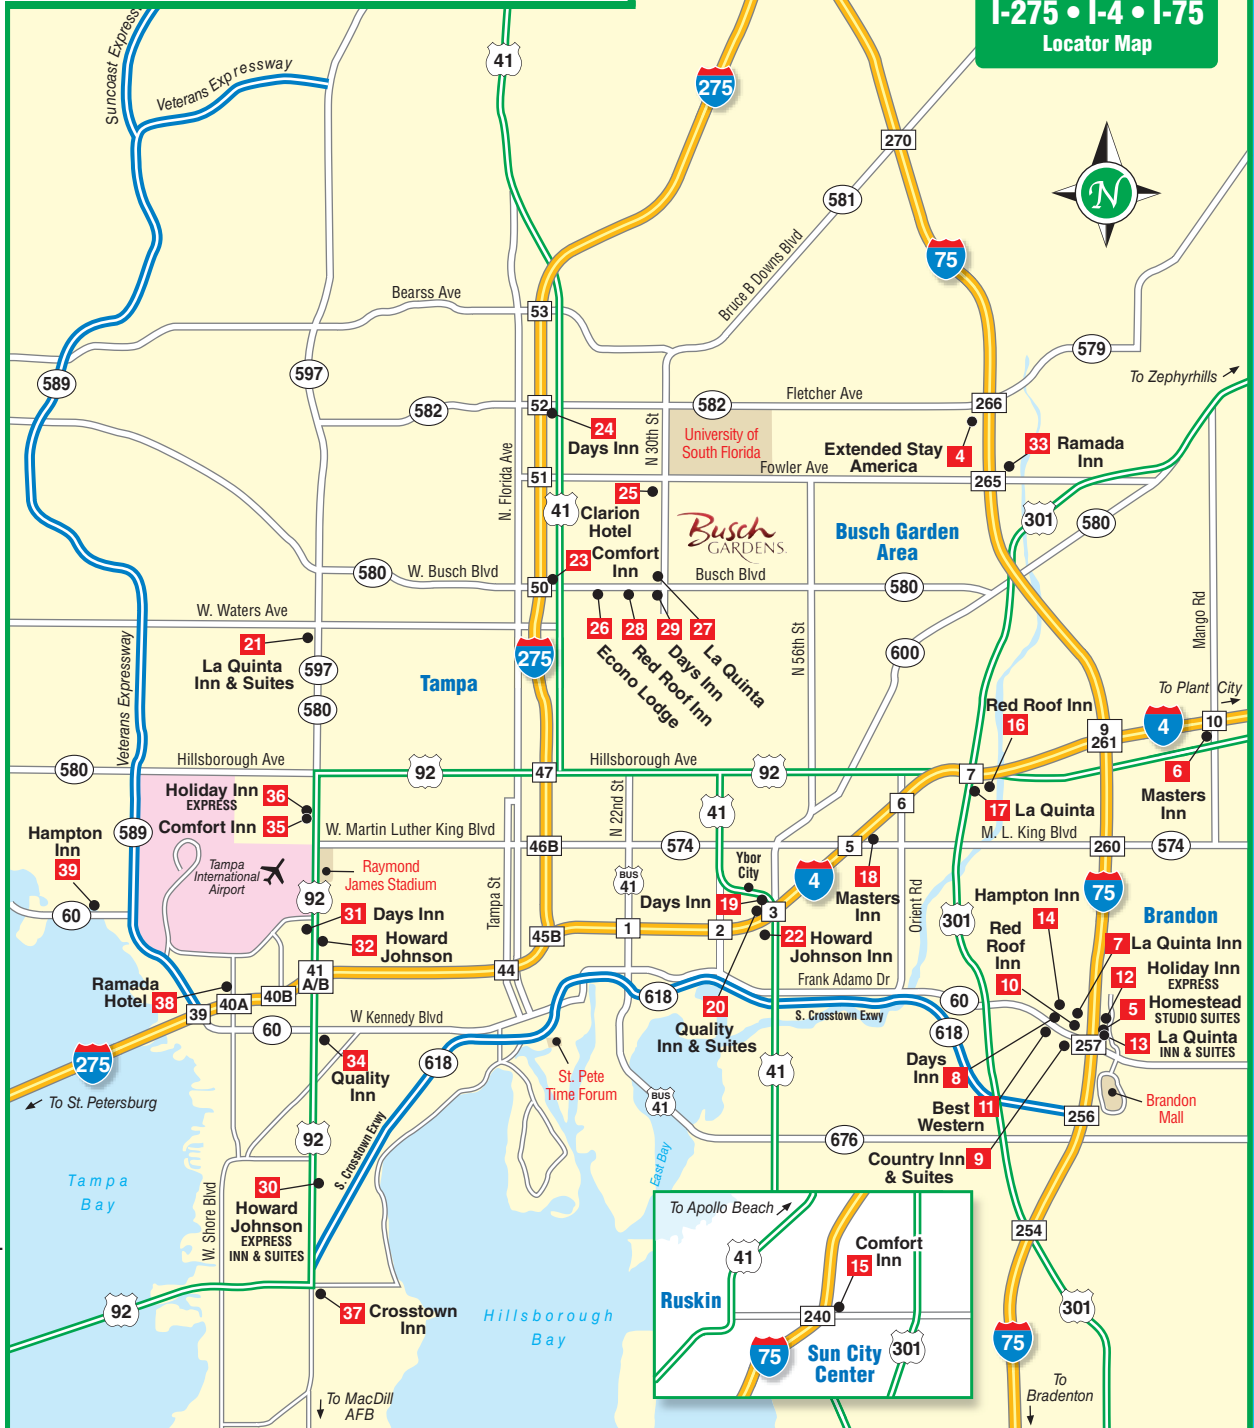 I-275 • I-4 • I-75
Locator Map
Suncoast Express
Veterans Expressway
41
275
270
581
75
N
Bruce B Downs Blvd
Bearss Ave
53
579
To Zephyrhills
589
597
582
52
582
Fletcher Ave
266
24
Days Inn
N 30th St
University of
South Florida
Extended Stay
America
4
33
Ramada
Inn
N. Florida Ave
51
Fowler Ave
265
25
Clarion
Hotel
41
Busch
GARDENS
Busch Garden
Area
301
580
23
Comfort
Inn
580
W. Busch Blvd
50
Busch Blvd
580
W. Waters Ave
21
La Quinta
Inn & Suites
597
580
275
26
28
29
27
Econo Lodge
Red Roof Inn
Days Inn
La Quinta
N 56th St
600
Mango Rd
Tampa
Veterans Expressway
To Plant City
Red Roof Inn
16
9
261
4
10
580
Hillsborough Ave
92
47
Hillsborough Ave
92
7
6
Masters
Inn
Holiday Inn
EXPRESS
36
Comfort Inn
35
N 22nd St
41
6
17
La Quinta
Hampton
Inn
39
589
W. Martin Luther King Blvd
46B
574
5
M. L. King Blvd
260
574
Tampa
International
Airport
Raymond
James Stadium
BUS
41
Ybor
City
4
18
Masters
Inn
75
60
92
Tampa St
Days Inn
19
3
Orient Rd
301
Hampton Inn
14
Brandon
31
Days Inn
32
Howard
Johnson
45B
1
2
22
Howard
Johnson Inn
Red
Roof
Inn
10
7
La Quinta Inn
12
Holiday Inn
EXPRESS
5
Homestead
STUDIO SUITES
13
La Quinta
INN & SUITES
41
A/B
44
Frank Adamo Dr
Ramada
Hotel
38
39
40A
40B
60
W Kennedy Blvd
618
20
Quality
Inn & Suites
S. Crosstown Exwy
60
618
257
275
34
Quality
Inn
618
St. Pete
Time Forum
41
Days
Inn
8
To St. Petersburg
BUS
41
Best
Western
11
256
Brandon
Mall
92
S. Crosstown Exwy
676
Country Inn
& Suites
9
East Bay
Tampa
Bay
W. Shore Blvd
30
Howard
Johnson
EXPRESS
INN & SUITES
To Apollo Beach
41
Comfort
Inn
15
254
Ruskin
240
75
Sun City
Center
301
92
37
Crosstown
Inn
Hillsborough
Bay
301
75
To MacDill
AFB
To
Bradenton